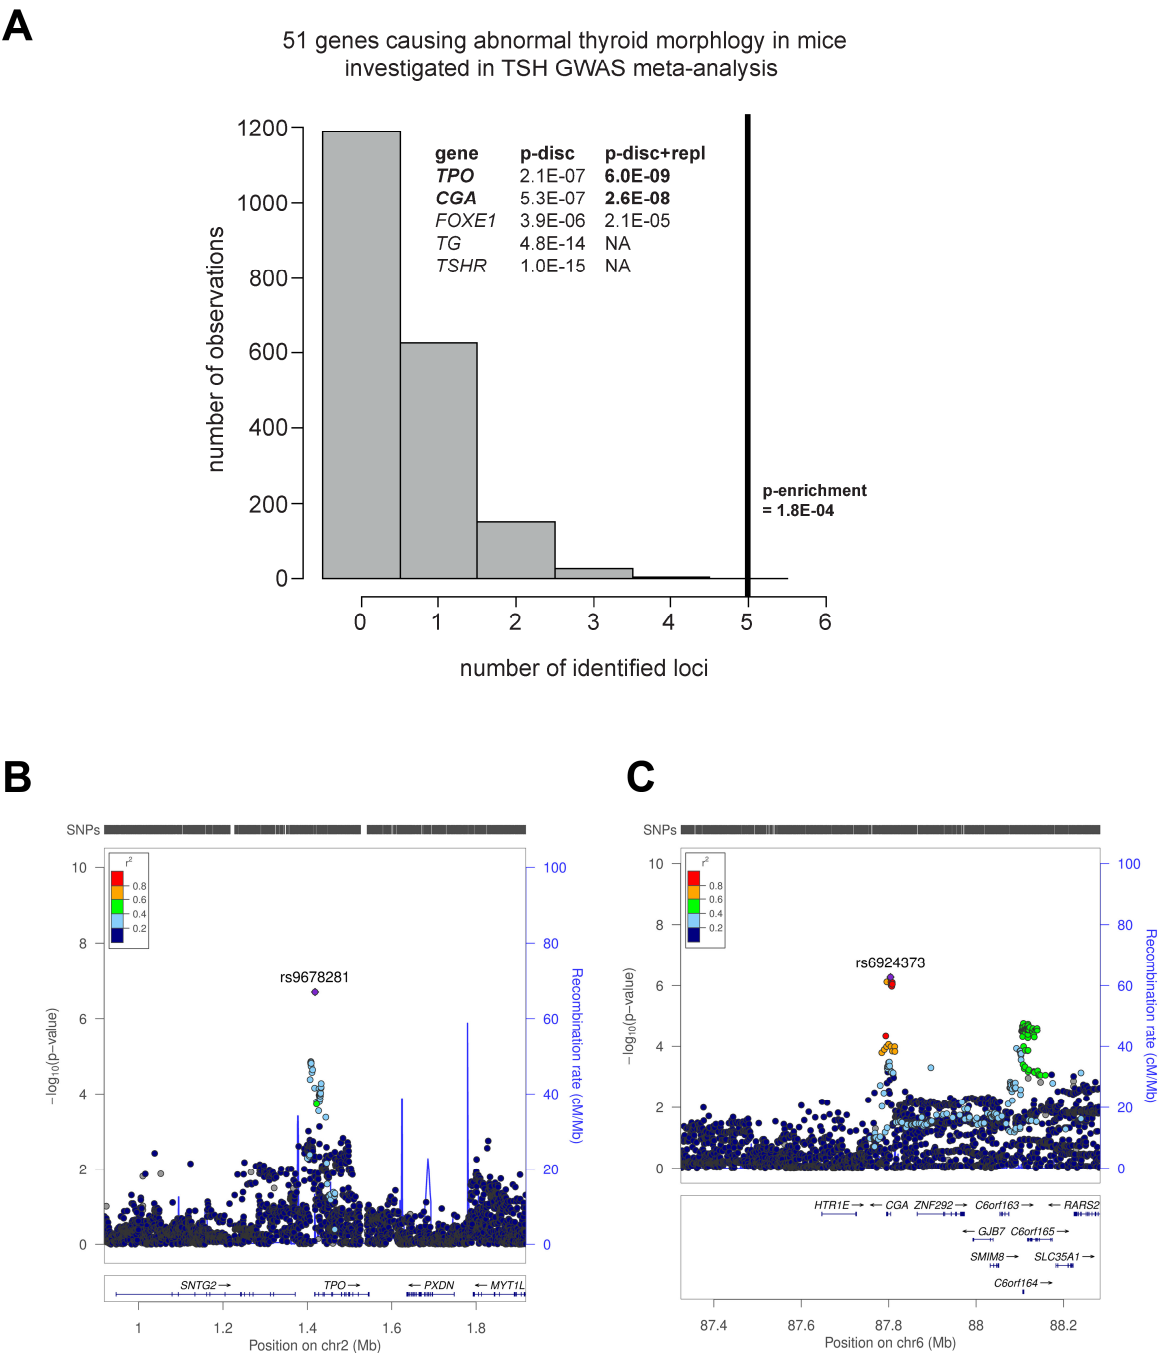 A
51 genes causing abnormal thyroid morphlogy in mice
investigated in TSH GWAS meta-analysis
number of observations
1200
1000
800
600
400
200
0
gene p-disc p-disc+repl
TPO 2.1E-07 6.0E-09
CGA 5.3E-07 2.6E-08
FOXE1 3.9E-06 2.1E-05
TG 4.8E-14 NA
TSHR 1.0E-15 NA
p-enrichment
= 1.8E-04
0 1 2 3 4 5 6
number of identified loci
B
SNPs
r²
0.8
0.6
0.4
0.2
rs9678281
−log10(p−value)
10
8
6
4
2
0
Recombination rate (cM/Mb)
100
80
60
40
20
0
SNTG2→ TPO→ ←PXDN ←MYT1L
1 1.2 1.4 1.6 1.8
Position on chr2 (Mb)
C
SNPs
r²
0.8
0.6
0.4
0.2
rs6924373
−log10(p−value)
10
8
6
4
2
0
Recombination rate (cM/Mb)
100
80
60
40
20
0
HTR1E→ ←CGA ZNF292→ C6orf163→ ←RARS2
←GJB7 C6orf165→
SMIM8→ SLC35A1→
C6orf164→
87.4 87.6 87.8 88 88.2
Position on chr6 (Mb)